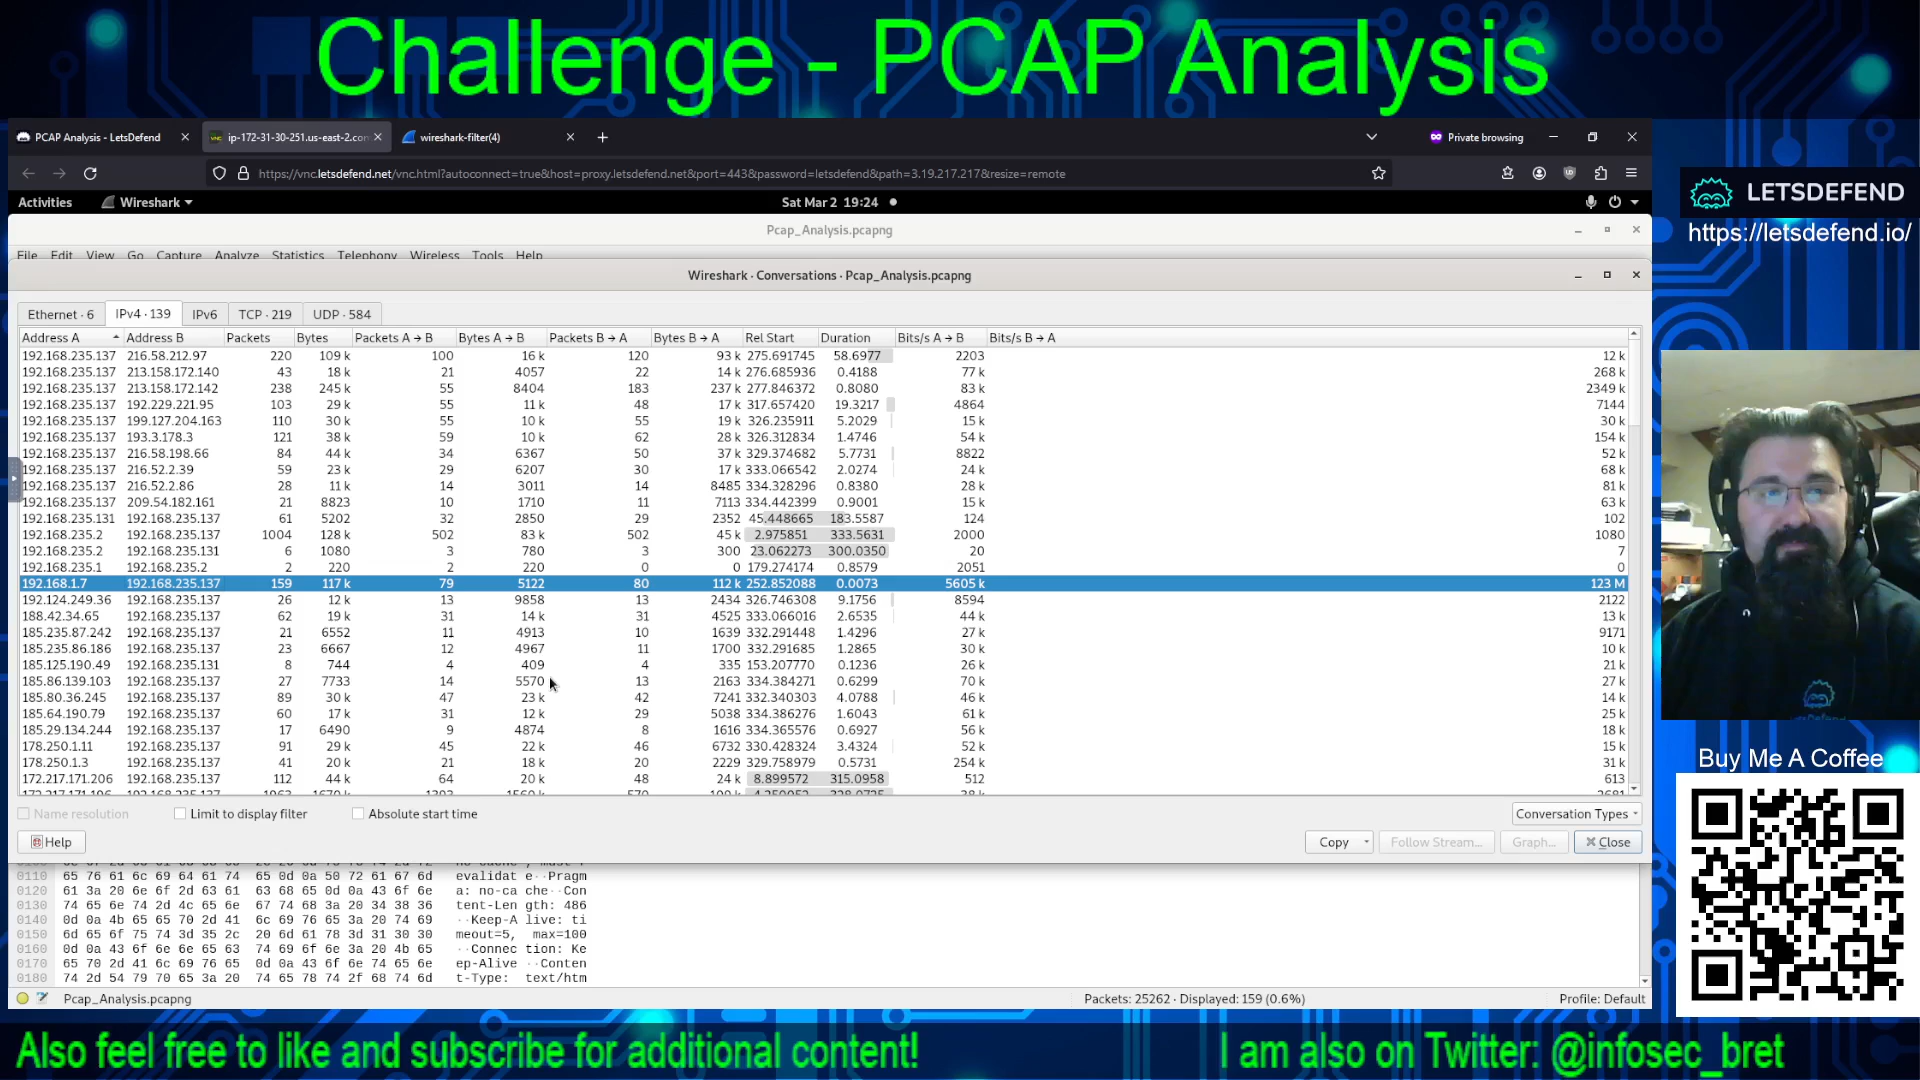 Challenge - PCAP Analysis
PCAP Analysis - LetsDefend
ip-172-31-30-251.us-east-2.con
wireshark-filter(4)
Private browsing
https://vnc.letsdefend.net/vnc.html?autoconnect=true&host=proxy.letsdefend.net&port=443&password=letsdefend&path=3.19.217.217&resize=remote
Activities Wireshark Sat Mar 2 19:24
Pcap_Analysis.pcapng
File Edit View Go Capture Analyze Statistics Telephony Wireless Tools Help
Wireshark · Conversations · Pcap_Analysis.pcapng
Ethernet · 6 IPv4 · 139 IPv6 TCP · 219 UDP · 584
Address A Address B Packets Bytes Packets A → B Bytes A → B Packets B → A Bytes B → A Rel Start Duration Bits/s A → B Bits/s B → A
192.168.235.137 216.58.212.97 220 109 k 100 16 k 120 93 k 275.691745 58.6977 2203 12 k
192.168.235.137 213.158.172.140 43 18 k 21 4057 22 14 k 276.685936 0.4188 77 k 268 k
192.168.235.137 213.158.172.142 238 245 k 55 8404 183 237 k 277.846372 0.8080 83 k 2349 k
192.168.235.137 192.229.221.95 103 29 k 55 11 k 48 17 k 317.657420 19.3217 4864 7144
192.168.235.137 199.127.204.163 110 30 k 55 10 k 55 19 k 326.235911 5.2029 15 k 30 k
192.168.235.137 193.3.178.3 121 38 k 59 10 k 62 28 k 326.312834 1.4746 54 k 154 k
192.168.235.137 216.58.198.66 84 44 k 34 6367 50 37 k 329.374682 5.7731 8822 52 k
192.168.235.137 216.52.2.39 59 23 k 29 6207 30 17 k 333.066542 2.0274 24 k 68 k
192.168.235.137 216.52.2.86 28 11 k 14 3011 14 8485 334.328296 0.8380 28 k 81 k
192.168.235.137 209.54.182.161 21 8823 10 1710 11 7113 334.442399 0.9001 15 k 63 k
192.168.235.131 192.168.235.137 61 5202 32 2850 29 2352 45.448665 183.5587 124 102
192.168.235.2 192.168.235.137 1004 128 k 502 83 k 502 45 k 2.975851 333.5631 2000 1080
192.168.235.2 192.168.235.131 6 1080 3 780 3 300 23.062273 300.0350 20 7
192.168.235.1 192.168.235.2 2 220 2 220 0 0 179.274174 0.8579 2051 0
192.168.1.7 192.168.235.137 159 117 k 79 5122 80 112 k 252.852088 0.0073 5605 k 123 M
192.124.249.36 192.168.235.137 26 12 k 13 9858 13 2434 326.746308 9.1756 8594 2122
188.42.34.65 192.168.235.137 62 19 k 31 14 k 31 4525 333.066016 2.6535 44 k 13 k
185.235.87.242 192.168.235.137 21 6552 11 4913 10 1639 332.291448 1.4296 27 k 9171
185.235.86.186 192.168.235.137 23 6667 12 4967 11 1700 332.291685 1.2865 30 k 10 k
185.125.190.49 192.168.235.131 8 744 4 409 4 335 153.207770 0.1236 26 k 21 k
185.86.139.103 192.168.235.137 27 7733 14 5570 13 2163 334.384271 0.6299 70 k 27 k
185.80.36.245 192.168.235.137 89 30 k 47 23 k 42 7241 332.340303 4.0788 46 k 14 k
185.64.190.79 192.168.235.137 60 17 k 31 12 k 29 5038 334.386276 1.6043 61 k 25 k
185.29.134.244 192.168.235.137 17 6490 9 4874 8 1616 334.365576 0.6927 56 k 18 k
178.250.1.11 192.168.235.137 91 29 k 45 22 k 46 6732 330.428324 3.4324 52 k 15 k
178.250.1.3 192.168.235.137 41 20 k 21 18 k 20 2229 329.758979 0.5731 254 k 31 k
172.217.171.206 192.168.235.137 112 44 k 64 20 k 48 24 k 8.899572 315.0958 512 613
Name resolution Limit to display filter Absolute start time Conversation Types
Help Copy Follow Stream... Graph... Close
0110 65 76 61 6c 69 64 61 74 65 0d 0a 50 72 61 67 6d evalidat e··Pragm
0120 61 3a 20 6e 6f 2d 63 61 63 68 65 0d 0a 43 6f 6e a: no-ca che··Con
0130 74 65 6e 74 2d 4c 65 6e 67 74 68 3a 20 34 38 36 tent-Len gth: 486
0140 0d 0a 4b 65 65 70 2d 41 6c 69 76 65 3a 20 74 69 ··Keep-A live: ti
0150 6d 65 6f 75 74 3d 35 2c 20 6d 61 78 3d 31 30 30 meout=5, max=100
0160 0d 0a 43 6f 6e 6e 65 63 74 69 6f 6e 3a 20 4b 65 ··Connec tion: Ke
0170 65 70 2d 41 6c 69 76 65 0d 0a 43 6f 6e 74 65 6e ep-Alive ··Conten
0180 74 2d 54 79 70 65 3a 20 74 65 78 74 2f 68 74 6d t-Type: text/htm
Pcap_Analysis.pcapng Packets: 25262 · Displayed: 159 (0.6%) Profile: Default
LETSDEFEND
https://letsdefend.io/
Buy Me A Coffee
Also feel free to like and subscribe for additional content!
I am also on Twitter: @infosec_bret